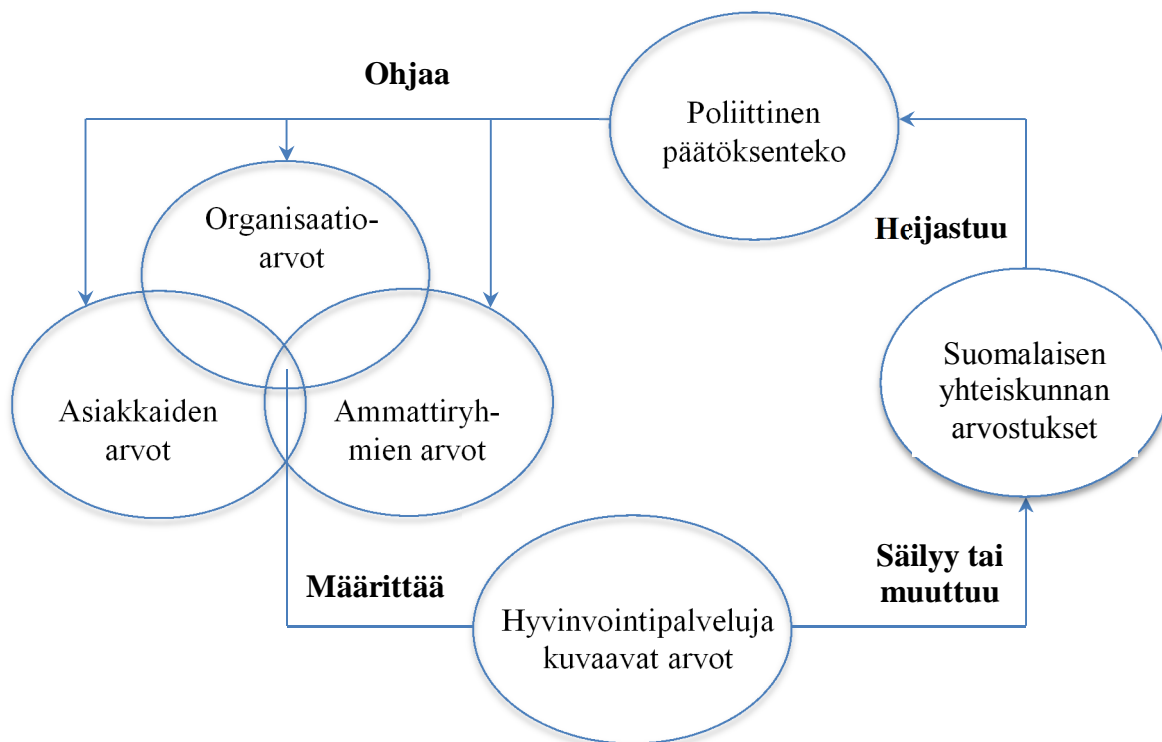 Ohjaa
Poliittinen
päätöksenteko
Organisaatio-
arvot
Heijastuu
Asiakkaiden
arvot
Ammattiryh-
mien arvot
Suomalaisen
yhteiskunnan
arvostukset
Määrittää
Hyvinvointipalveluja
kuvaavat arvot
Säilyy tai
muuttuu